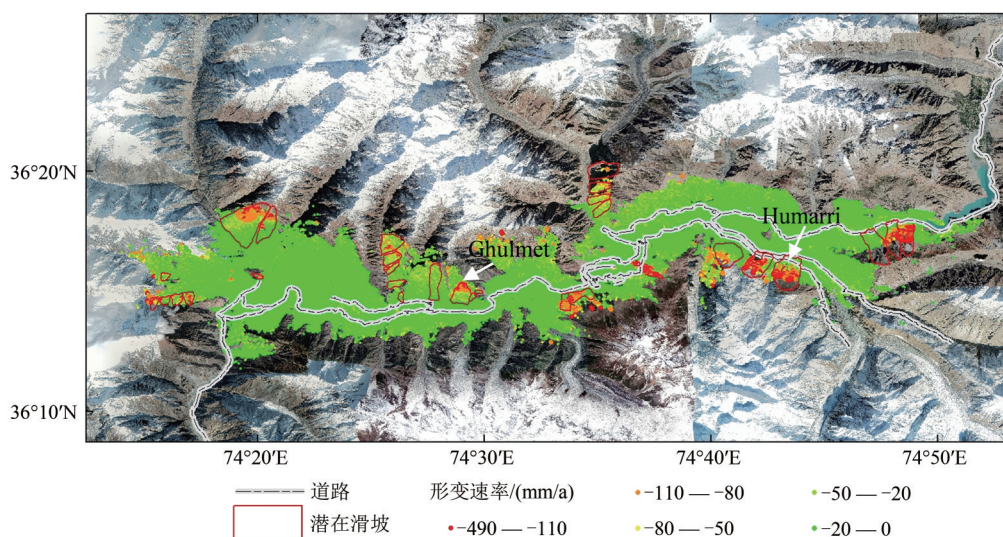 36°20′N
Humarri
Ghulmet
36°10′N
74°20′E 74°30′E 74°40′E 74°50′E
道路 形变速率/(mm/a) −110 — −80 −50 — −20
潜在滑坡 −490 — −110 −80 — −50 −20 — 0